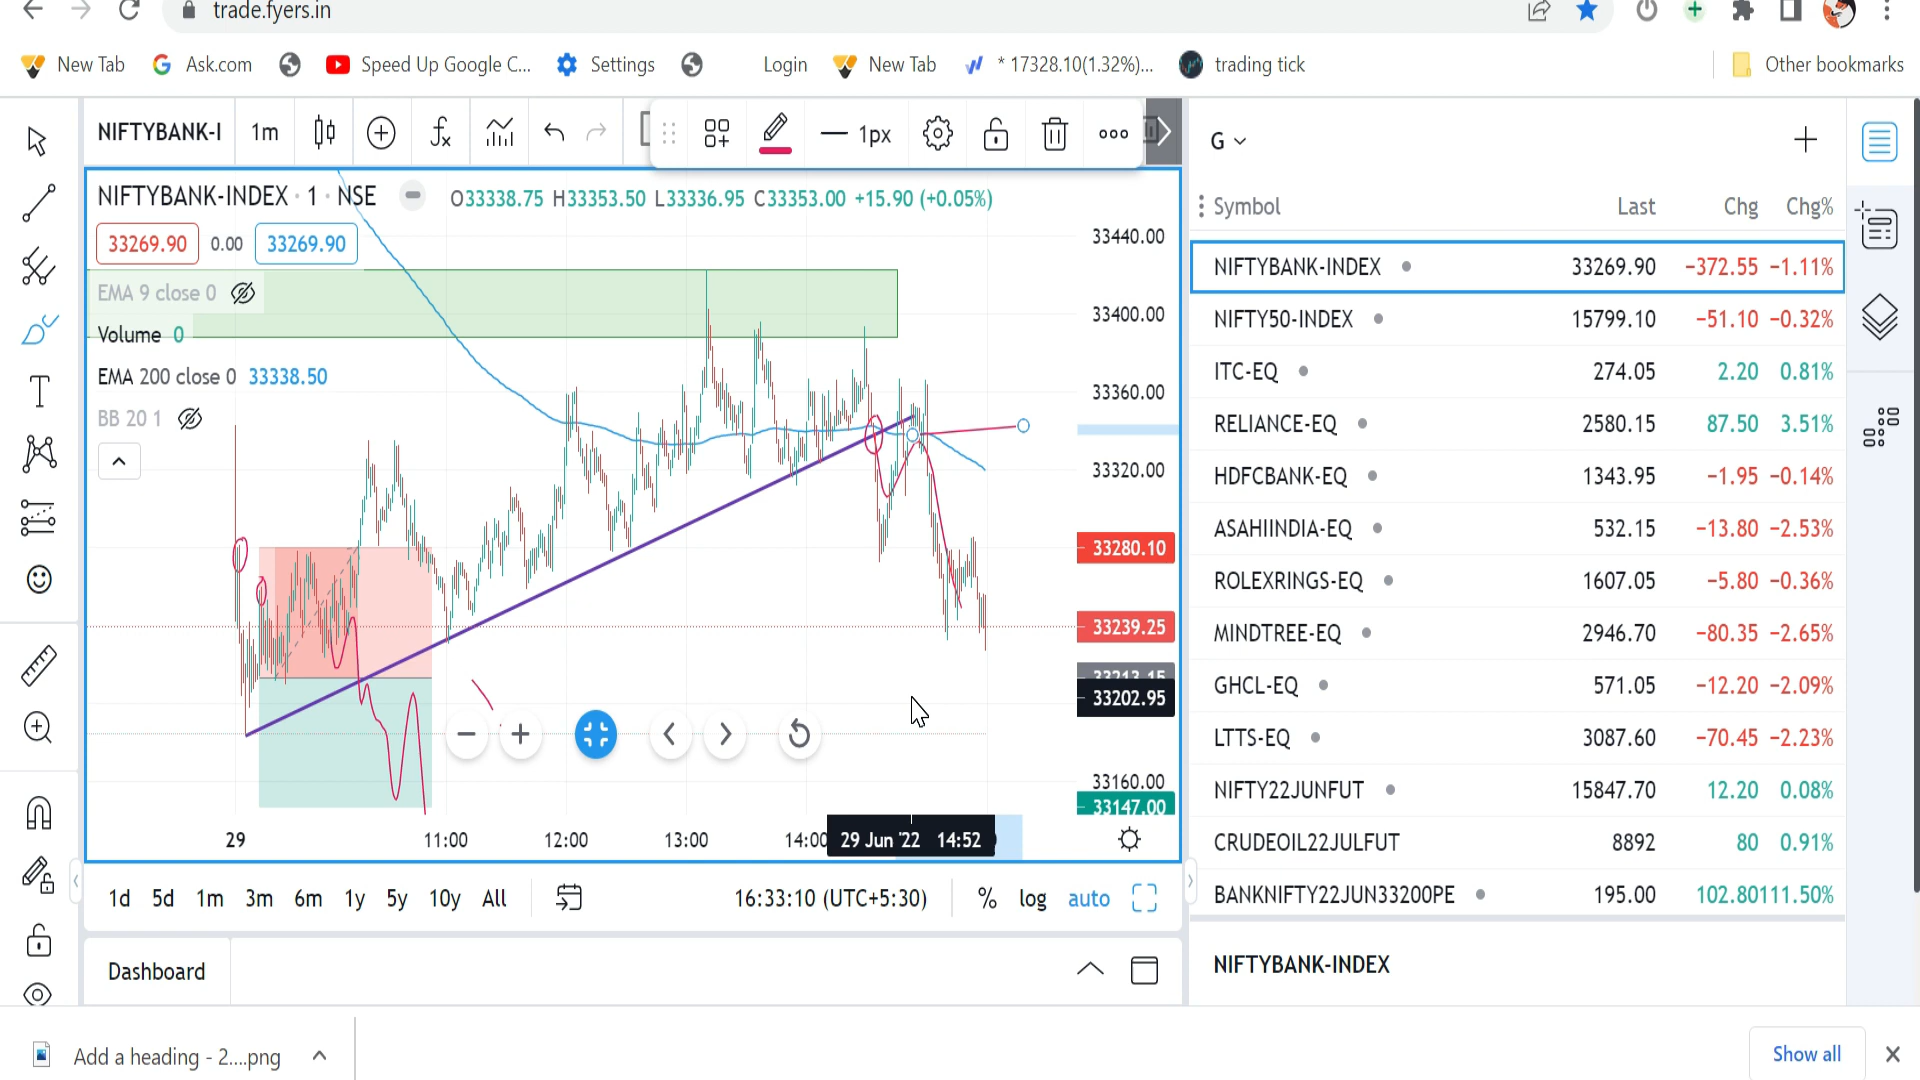 trade.fyers.in
New Tab Ask.com Speed Up Google C... Settings Login New Tab * 17328.10(1.32%)... trading tick Other bookmarks
NIFTYBANK-I 1m fx 1px
NIFTYBANK-INDEX · 1 · NSE O33338.75 H33353.50 L33336.95 C33353.00 +15.90 (+0.05%)
33269.90 0.00 33269.90
EMA 9 close 0
Volume 0
EMA 200 close 0 33338.50
BB 20 1
33440.00
33400.00
33360.00
33320.00
33280.10
33239.25
33213.15
33202.95
33160.00
33147.00
29 11:00 12:00 13:00 14:00 29 Jun '22 14:52
1d 5d 1m 3m 6m 1y 5y 10y All 16:33:10 (UTC+5:30) % log auto
Dashboard
G
Symbol Last Chg Chg%
NIFTYBANK-INDEX 33269.90 −372.55 −1.11%
NIFTY50-INDEX 15799.10 −51.10 −0.32%
ITC-EQ 274.05 2.20 0.81%
RELIANCE-EQ 2580.15 87.50 3.51%
HDFCBANK-EQ 1343.95 −1.95 −0.14%
ASAHIINDIA-EQ 532.15 −13.80 −2.53%
ROLEXRINGS-EQ 1607.05 −5.80 −0.36%
MINDTREE-EQ 2946.70 −80.35 −2.65%
GHCL-EQ 571.05 −12.20 −2.09%
LTTS-EQ 3087.60 −70.45 −2.23%
NIFTY22JUNFUT 15847.70 12.20 0.08%
CRUDEOIL22JULFUT 8892 80 0.91%
BANKNIFTY22JUN33200PE 195.00 102.80111.50%
NIFTYBANK-INDEX
Add a heading - 2....png Show all